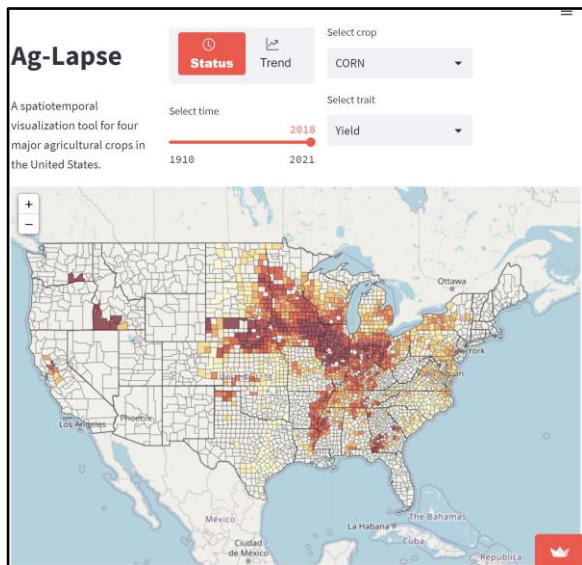 Ag-Lapse
A spatiotemporal
visualization tool for four
major agricultural crops in
the United States.
Status
Trend
Select time
2018
1910
2021
Select crop
CORN
Select trait
Yield
+
−
Ottawa
Los Angeles
Phoenix
México
Ciudad
de México
La Habana
The Bahamas
Cuba
República